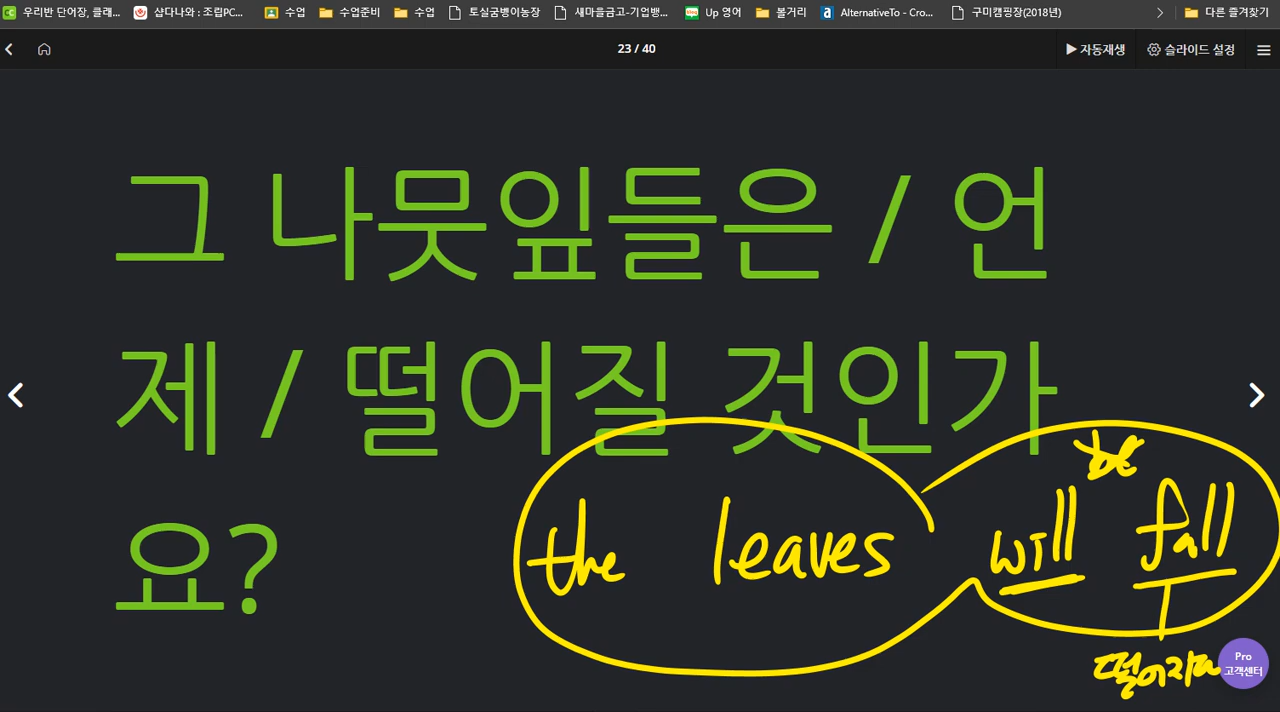 우리반 단어장, 클래... 샵다나와 : 조립PC... 수업 수업준비 수업 토실굼벵이농장 새마을금고-기업뱅... Up 영어 볼거리 AlternativeTo - Cro... 구미캠핑장(2018년) 다른 즐겨찾기
23 / 40 자동재생 슬라이드 설정
그 나뭇잎들은 / 언
제 / 떨어질 것인가
요?
be
the leaves will fall
떨어지다
Pro
고객센터